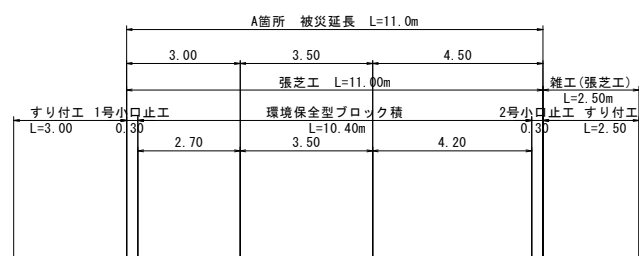 A箇所 被災延長 L=11.0m
3.00 3.50 4.50
張芝工 L=11.00m 雑工(張芝工)
L=2.50m
すり付工 1号小口止工 環境保全型ブロック積 2号小口止工 すり付工
L=3.00 0.30 L=10.40m 0.30 L=2.50
2.70 3.50 4.20